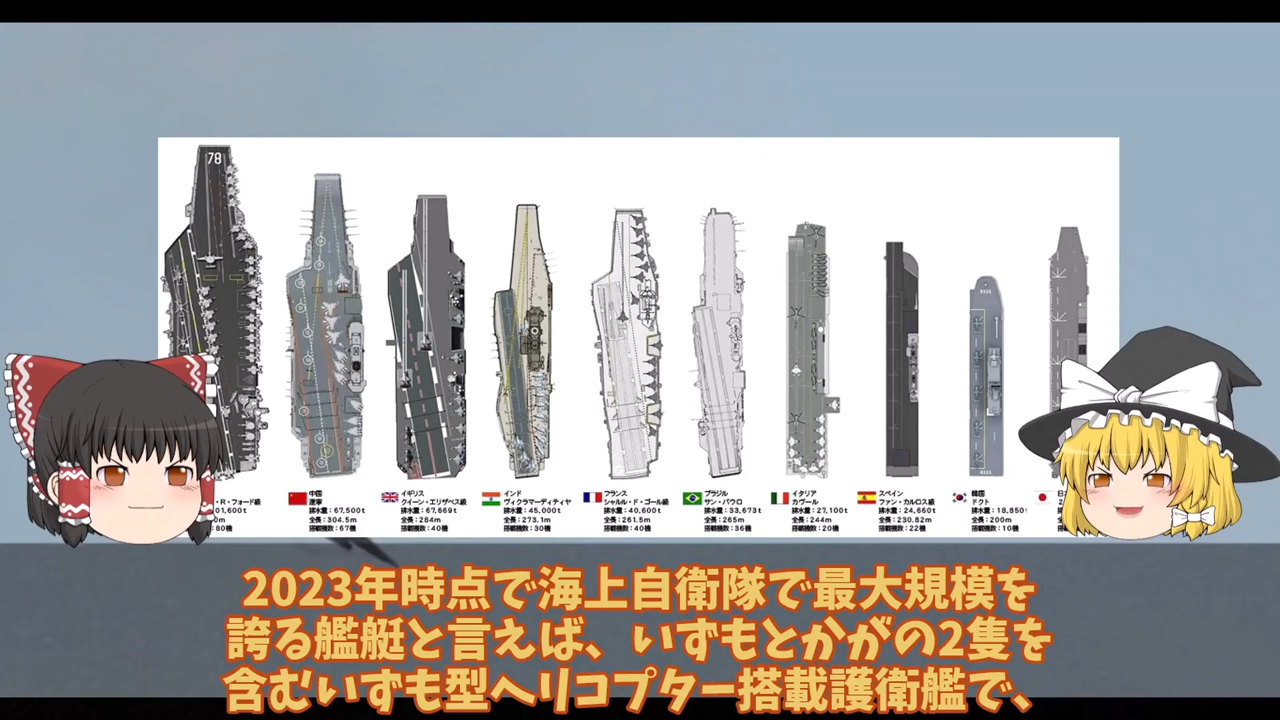 78
・R・フォード級
01,600t
0m
80機
中国
遼寧
排水量：67,500t
全長：304.5m
搭載機数：67機
イギリス
クイーン・エリザベス級
排水量：67,669t
全長：284m
搭載機数：40機
インド
ヴィクラマーディティヤ
排水量：45,000t
全長：273.1m
搭載機数：30機
フランス
シャルル・ド・ゴール級
排水量：40,600t
全長：261.5m
搭載機数：40機
ブラジル
サン・パウロ
排水量：33,673t
全長：265m
搭載機数：36機
イタリア
カヴール
排水量：27,100t
全長：244m
搭載機数：20機
スペイン
ファン・カルロス級
排水量：24,660t
全長：230.82m
搭載機数：22機
韓国
ドクト
排水量：18,850
全長：200m
搭載機数：10機
2023年時点で海上自衛隊で最大規模を
誇る艦艇と言えば、いずもとかがの2隻を
含むいずも型ヘリコプター搭載護衛艦で、